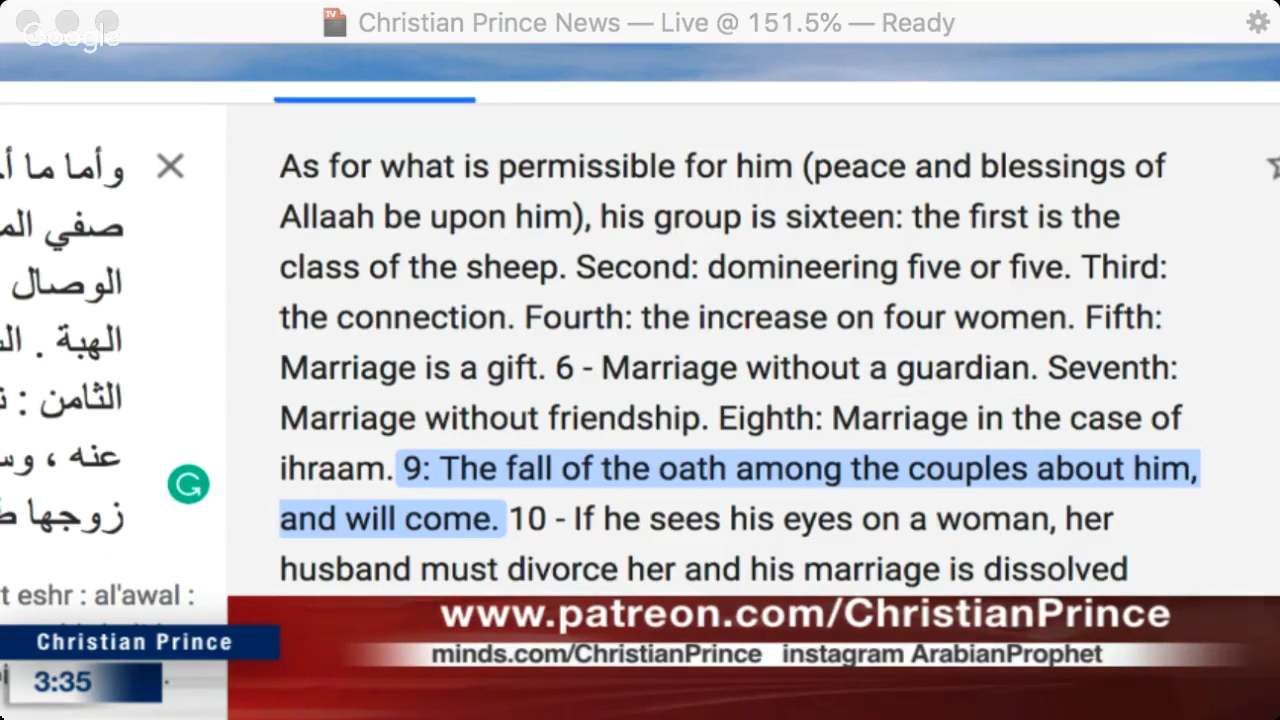 Christian Prince News — Live @ 151.5% — Ready
Google
وأما ما
صفي
الوصال
الهبة .
الثامن :
عنه ،
زوجها
As for what is permissible for him (peace and blessings of
Allaah be upon him), his group is sixteen: the first is the
class of the sheep. Second: domineering five or five. Third:
the connection. Fourth: the increase on four women. Fifth:
Marriage is a gift. 6 - Marriage without a guardian. Seventh:
Marriage without friendship. Eighth: Marriage in the case of
ihraam. 9: The fall of the oath among the couples about him,
and will come. 10 - If he sees his eyes on a woman, her
husband must divorce her and his marriage is dissolved
eshr : al'awal :
www.patreon.com/ChristianPrince
Christian Prince
minds.com/ChristianPrince instagram ArabianProphet
3:35